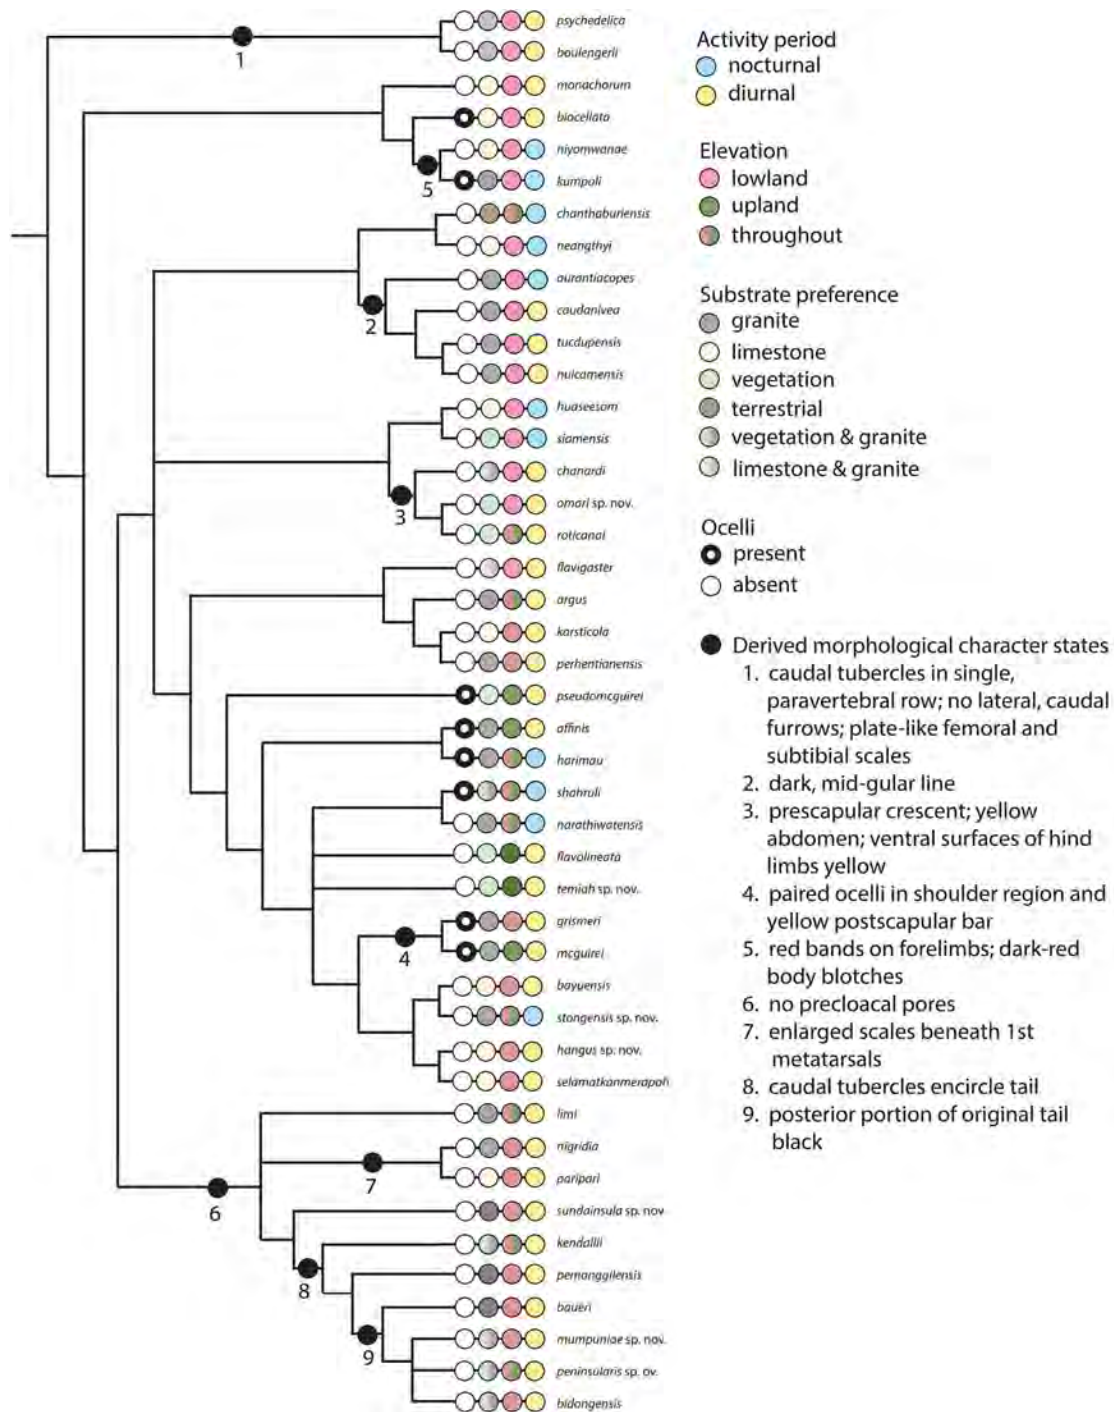 psychedelica
boulengerii
monachorum
biocellata
niyomwanae
kumpoli
chanthaburiensis
neangthyi
aurantiacopes
caudanivea
tucdupensis
nuicamensis
huaseesom
siamensis
chanardi
omari sp. nov.
roticanai
flavigaster
argus
karsticola
perhentianensis
pseudomcguirei
affinis
harimau
shahruli
narathiwatensis
flavolineata
temiah sp. nov.
grismeri
mcguirei
bayuensis
stongensis sp. nov.
hangus sp. nov.
selamatkanmerapoli
limi
nigridia
paripari
sundainsula sp. nov
kendallii
pemanggilensis
baueri
mumpuniae sp. nov.
peninsularis sp. ov.
bidongensis
1
5
2
3
4
7
6
8
9
Activity period
nocturnal
diurnal
Elevation
lowland
upland
throughout
Substrate preference
granite
limestone
vegetation
terrestrial
vegetation & granite
limestone & granite
Ocelli
present
absent
Derived morphological character states
1. caudal tubercles in single,
paravertebral row; no lateral, caudal
furrows; plate-like femoral and
subtibial scales
2. dark, mid-gular line
3. prescapular crescent; yellow
abdomen; ventral surfaces of hind
limbs yellow
4. paired ocelli in shoulder region and
yellow postscapular bar
5. red bands on forelimbs; dark-red
body blotches
6. no precloacal pores
7. enlarged scales beneath 1st
metatarsals
8. caudal tubercles encircle tail
9. posterior portion of original tail
black